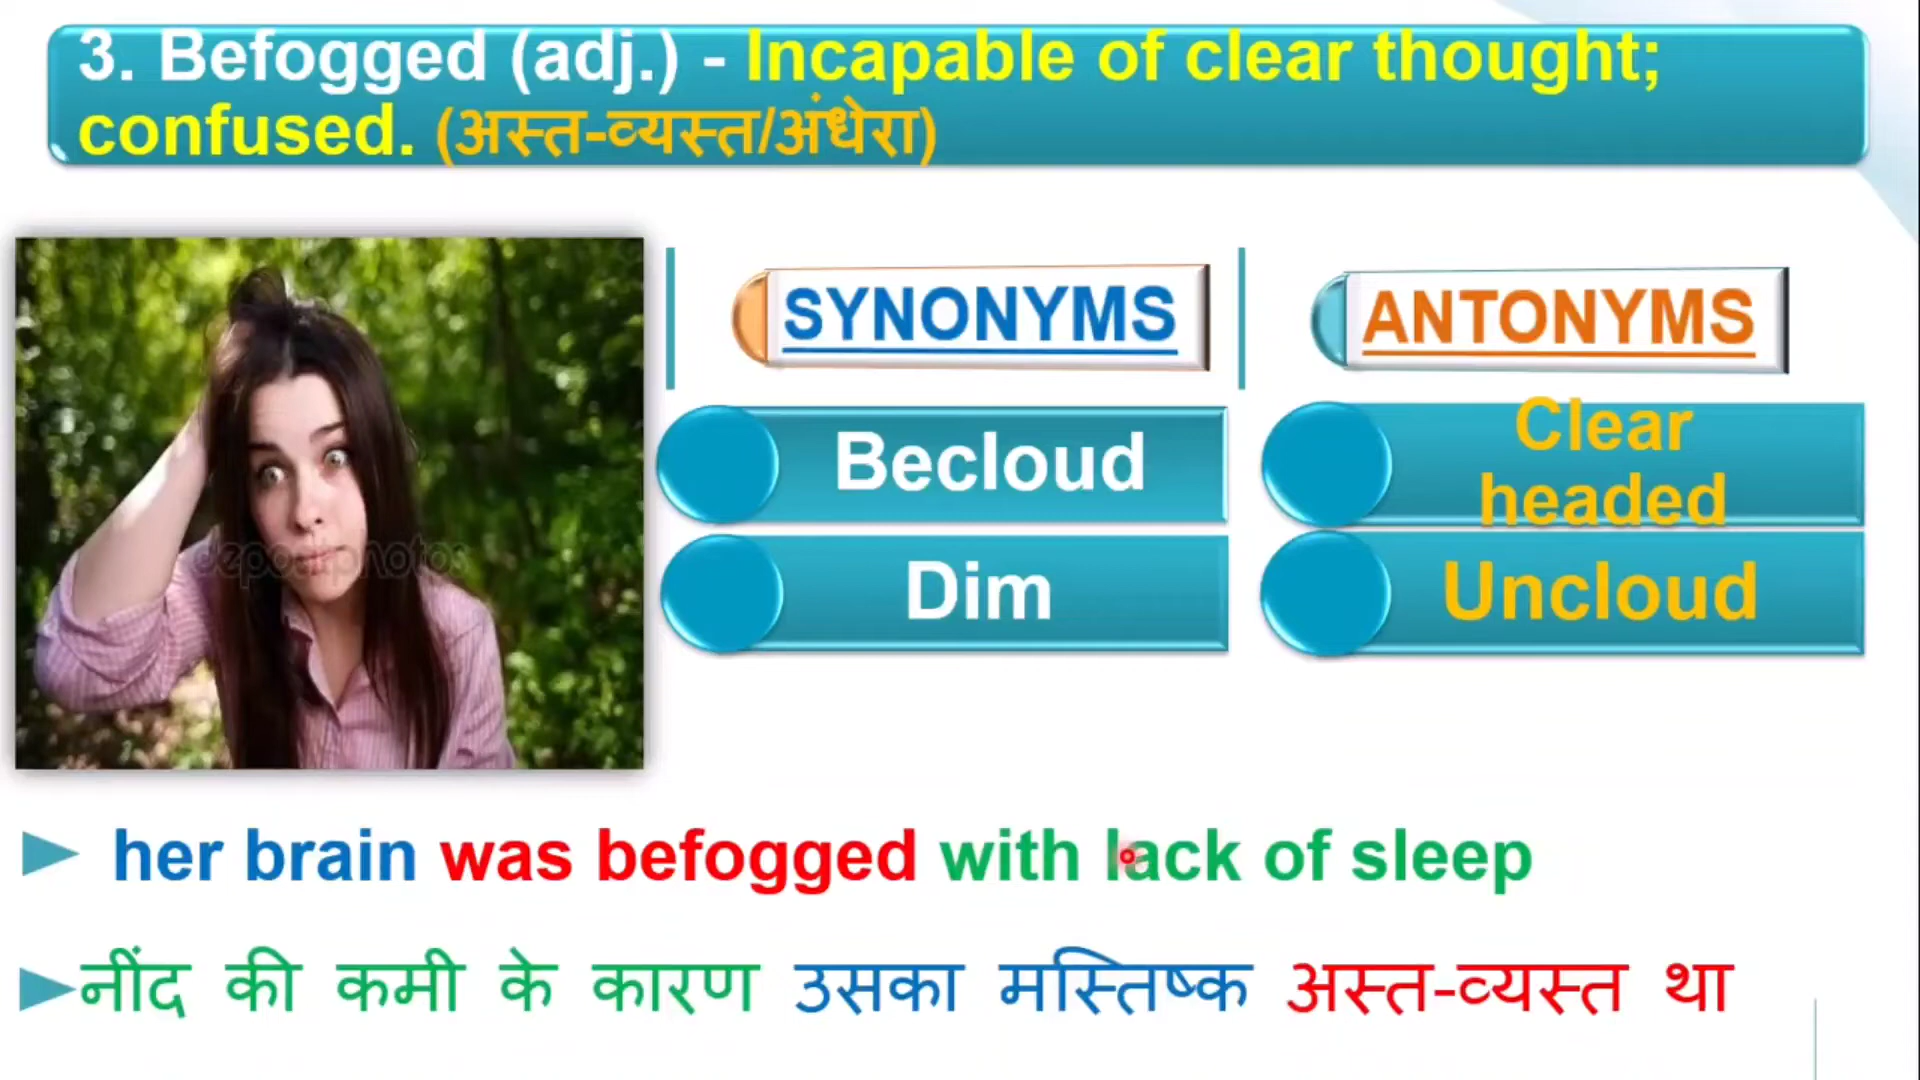 3. Befogged (adj.) - Incapable of clear thought;
confused. (अस्त-व्यस्त/अंधेरा)
SYNONYMS
ANTONYMS
Becloud
Clear
headed
Dim
Uncloud
depositphotos
her brain was befogged with lack of sleep
नींद की कमी के कारण उसका मस्तिष्क अस्त-व्यस्त था